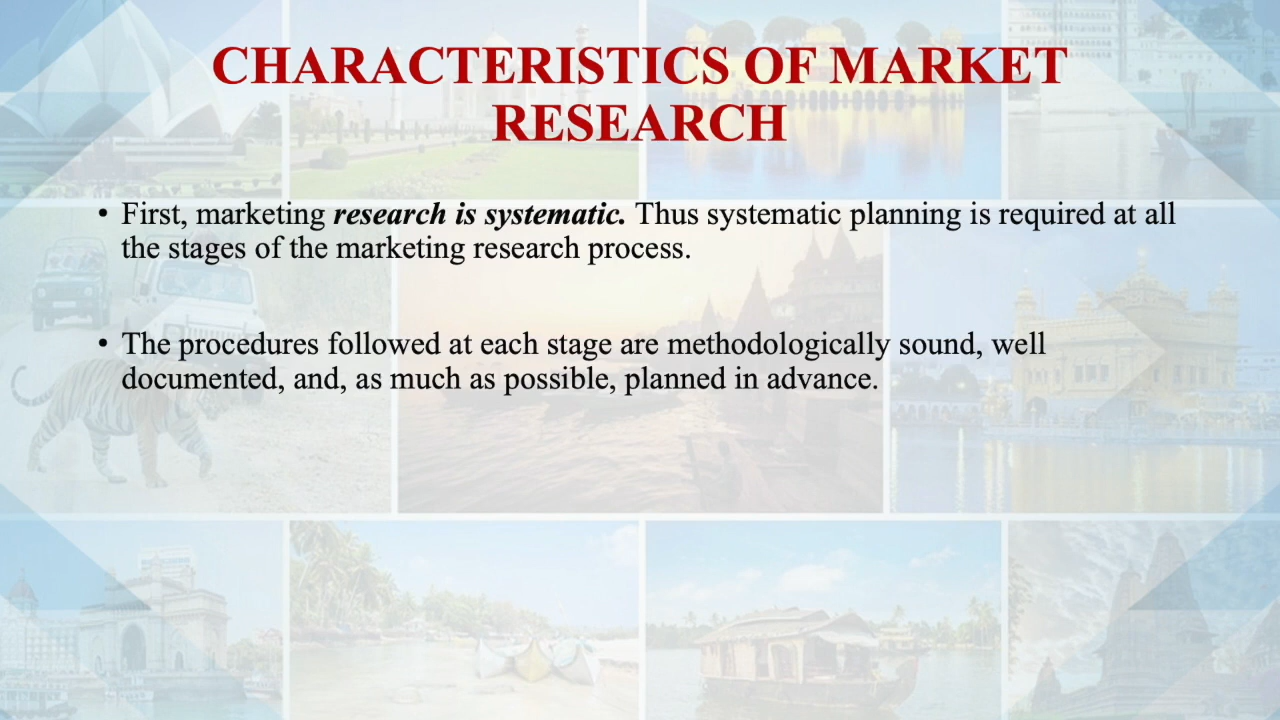 CHARACTERISTICS OF MARKET
RESEARCH
• First, marketing research is systematic. Thus systematic planning is required at all
the stages of the marketing research process.
• The procedures followed at each stage are methodologically sound, well
documented, and, as much as possible, planned in advance.